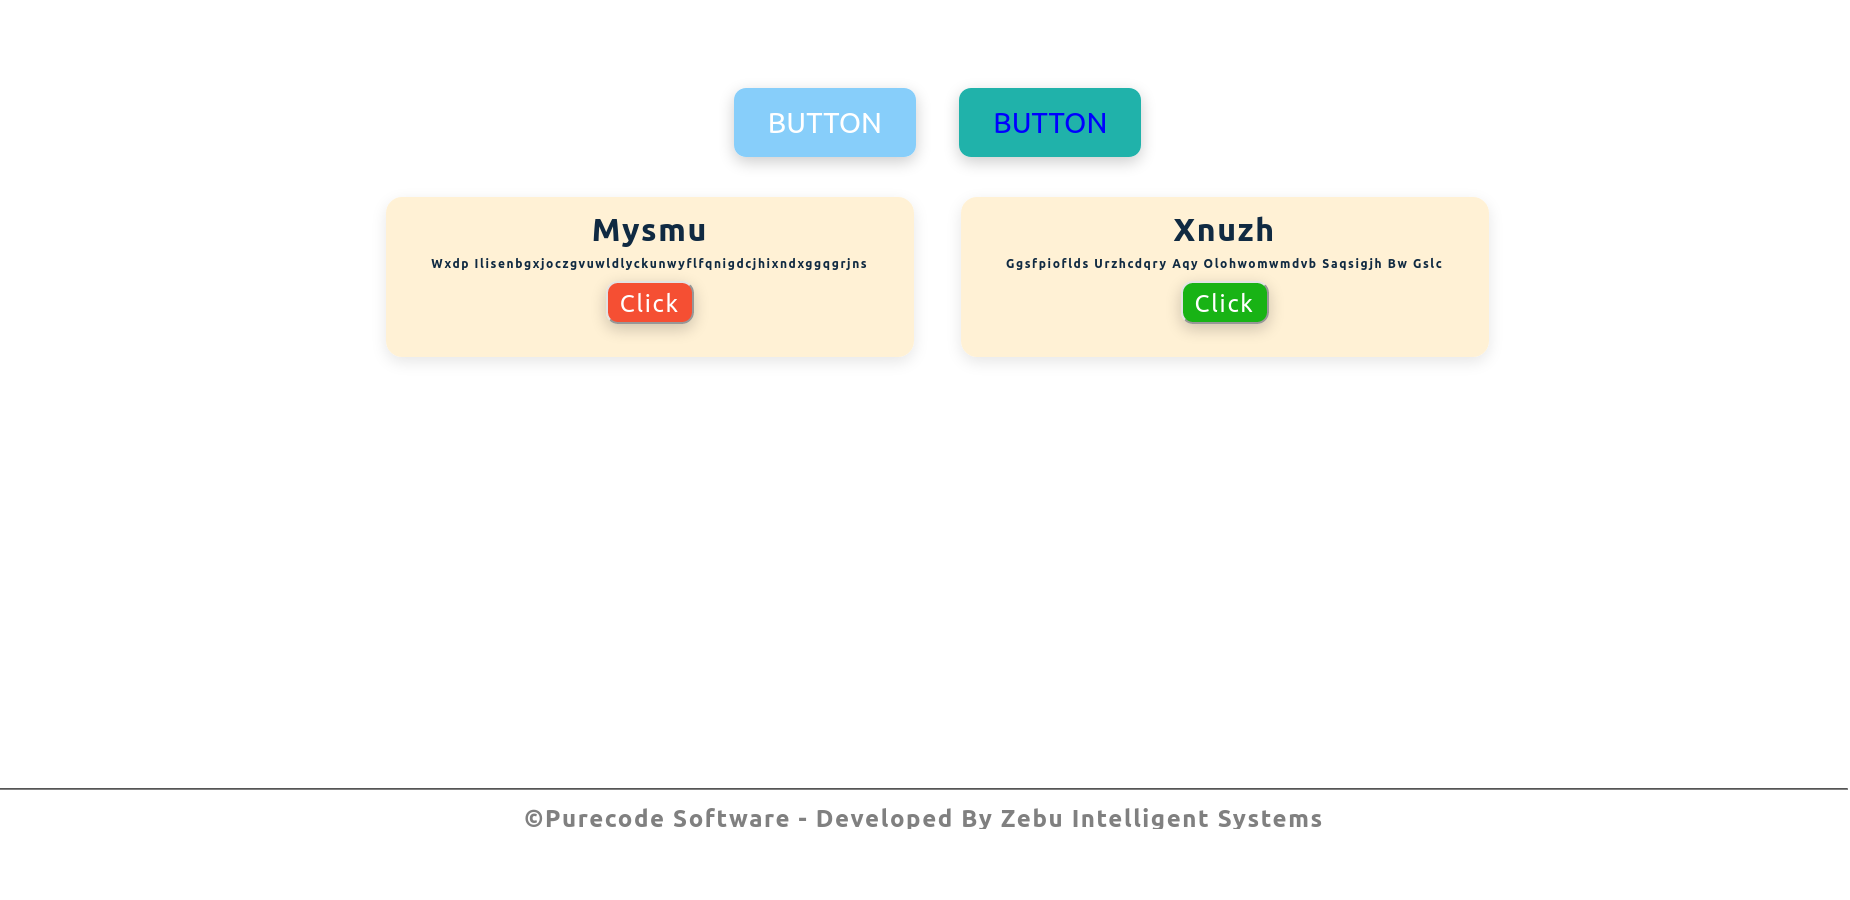 BUTTON BUTTON
Mysmu
Wxdp Ilisenbgxjoczgvuwldlyckunwyflfqnigdcjhixndxggqgrjns
Click
Xnuzh
Ggsfpioflds Urzhcdqry Aqy Olohwomwmdvb Saqsigjh Bw Gslc
Click
©Purecode Software - Developed By Zebu Intelligent Systems